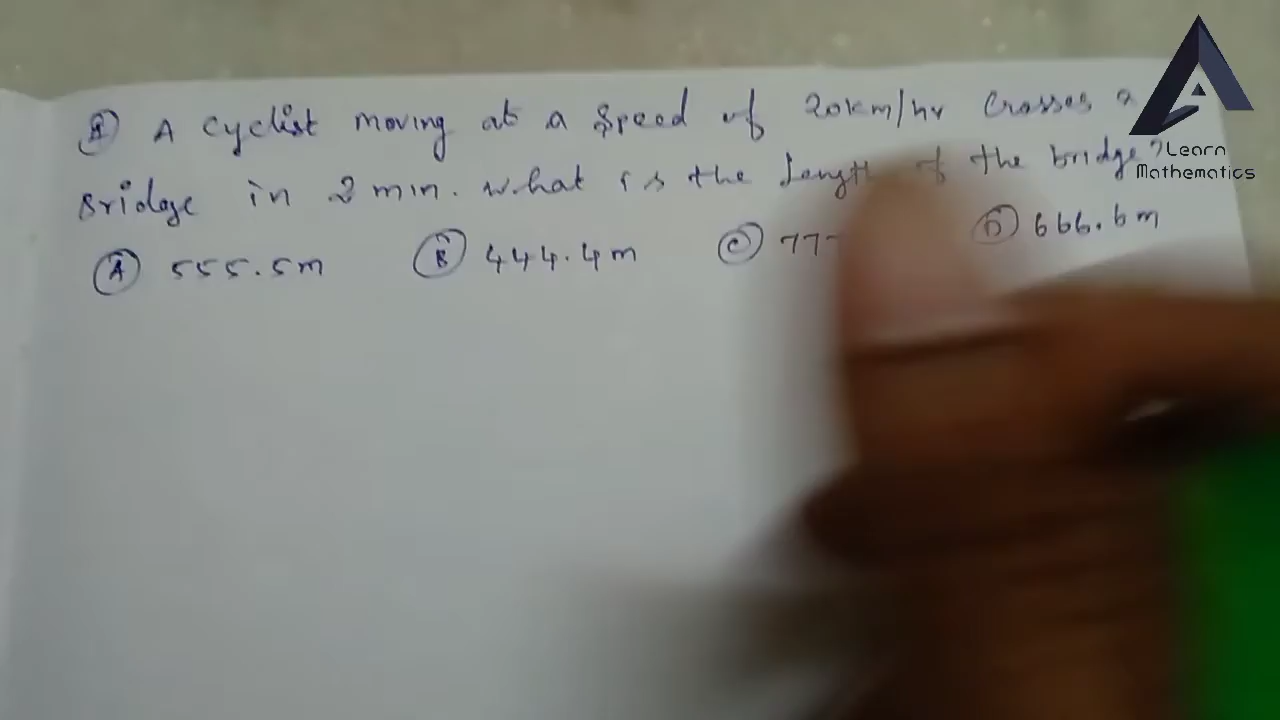 Q A cyclist moving at a speed of 20km/hr crosses a
Bridge in 2 min. what is the length of the bridge?
A 555.5m B 444.4m C 77 D 666.6m
Learn
Mathematics